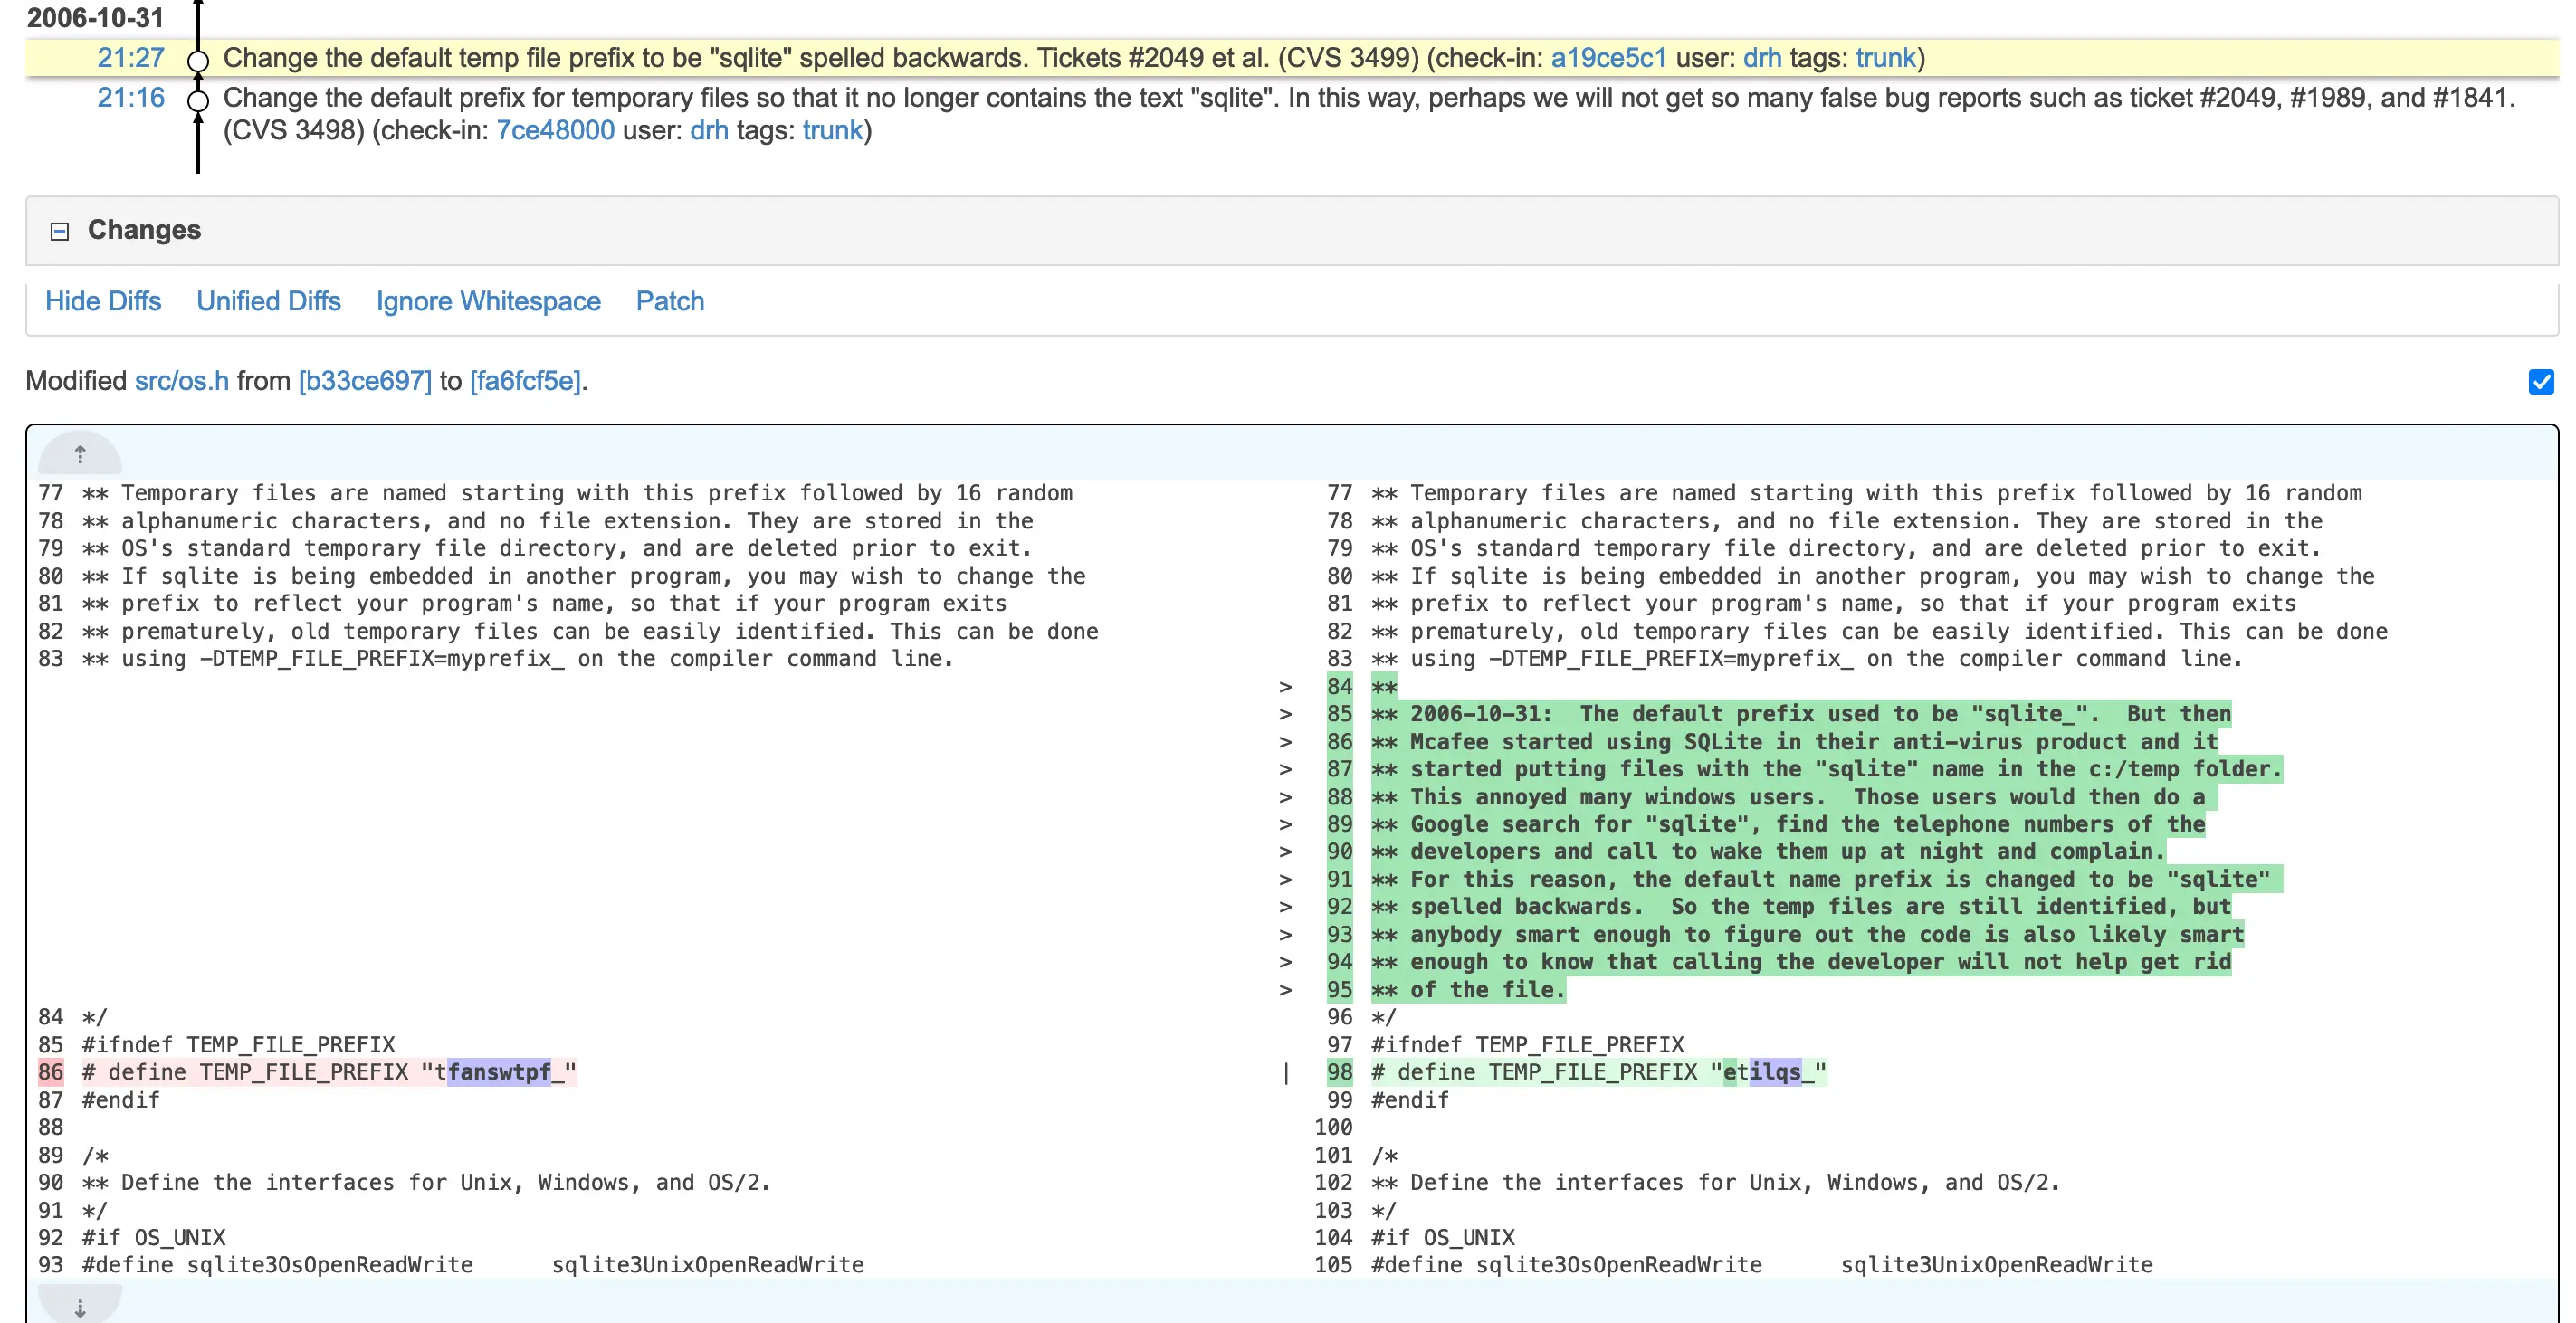 2006-10-31
21:27 Change the default temp file prefix to be "sqlite" spelled backwards. Tickets #2049 et al. (CVS 3499) (check-in: a19ce5c1 user: drh tags: trunk)
21:16 Change the default prefix for temporary files so that it no longer contains the text "sqlite". In this way, perhaps we will not get so many false bug reports such as ticket #2049, #1989, and #1841.
(CVS 3498) (check-in: 7ce48000 user: drh tags: trunk)
Changes
Hide Diffs Unified Diffs Ignore Whitespace Patch
Modified src/os.h from [b33ce697] to [fa6fcf5e].
77 ** Temporary files are named starting with this prefix followed by 16 random
78 ** alphanumeric characters, and no file extension. They are stored in the
79 ** OS's standard temporary file directory, and are deleted prior to exit.
80 ** If sqlite is being embedded in another program, you may wish to change the
81 ** prefix to reflect your program's name, so that if your program exits
82 ** prematurely, old temporary files can be easily identified. This can be done
83 ** using -DTEMP_FILE_PREFIX=myprefix_ on the compiler command line.
84 */
85 #ifndef TEMP_FILE_PREFIX
86 # define TEMP_FILE_PREFIX "tfanswtpf_"
87 #endif
88
89 /*
90 ** Define the interfaces for Unix, Windows, and OS/2.
91 */
92 #if OS_UNIX
93 #define sqlite3OsOpenReadWrite      sqlite3UnixOpenReadWrite
77 ** Temporary files are named starting with this prefix followed by 16 random
78 ** alphanumeric characters, and no file extension. They are stored in the
79 ** OS's standard temporary file directory, and are deleted prior to exit.
80 ** If sqlite is being embedded in another program, you may wish to change the
81 ** prefix to reflect your program's name, so that if your program exits
82 ** prematurely, old temporary files can be easily identified. This can be done
83 ** using -DTEMP_FILE_PREFIX=myprefix_ on the compiler command line.
> 84 **
> 85 ** 2006-10-31:  The default prefix used to be "sqlite_".  But then
> 86 ** Mcafee started using SQLite in their anti-virus product and it
> 87 ** started putting files with the "sqlite" name in the c:/temp folder.
> 88 ** This annoyed many windows users.  Those users would then do a
> 89 ** Google search for "sqlite", find the telephone numbers of the
> 90 ** developers and call to wake them up at night and complain.
> 91 ** For this reason, the default name prefix is changed to be "sqlite"
> 92 ** spelled backwards.  So the temp files are still identified, but
> 93 ** anybody smart enough to figure out the code is also likely smart
> 94 ** enough to know that calling the developer will not help get rid
> 95 ** of the file.
96 */
97 #ifndef TEMP_FILE_PREFIX
| 98 # define TEMP_FILE_PREFIX "etilqs_"
99 #endif
100
101 /*
102 ** Define the interfaces for Unix, Windows, and OS/2.
103 */
104 #if OS_UNIX
105 #define sqlite3OsOpenReadWrite      sqlite3UnixOpenReadWrite